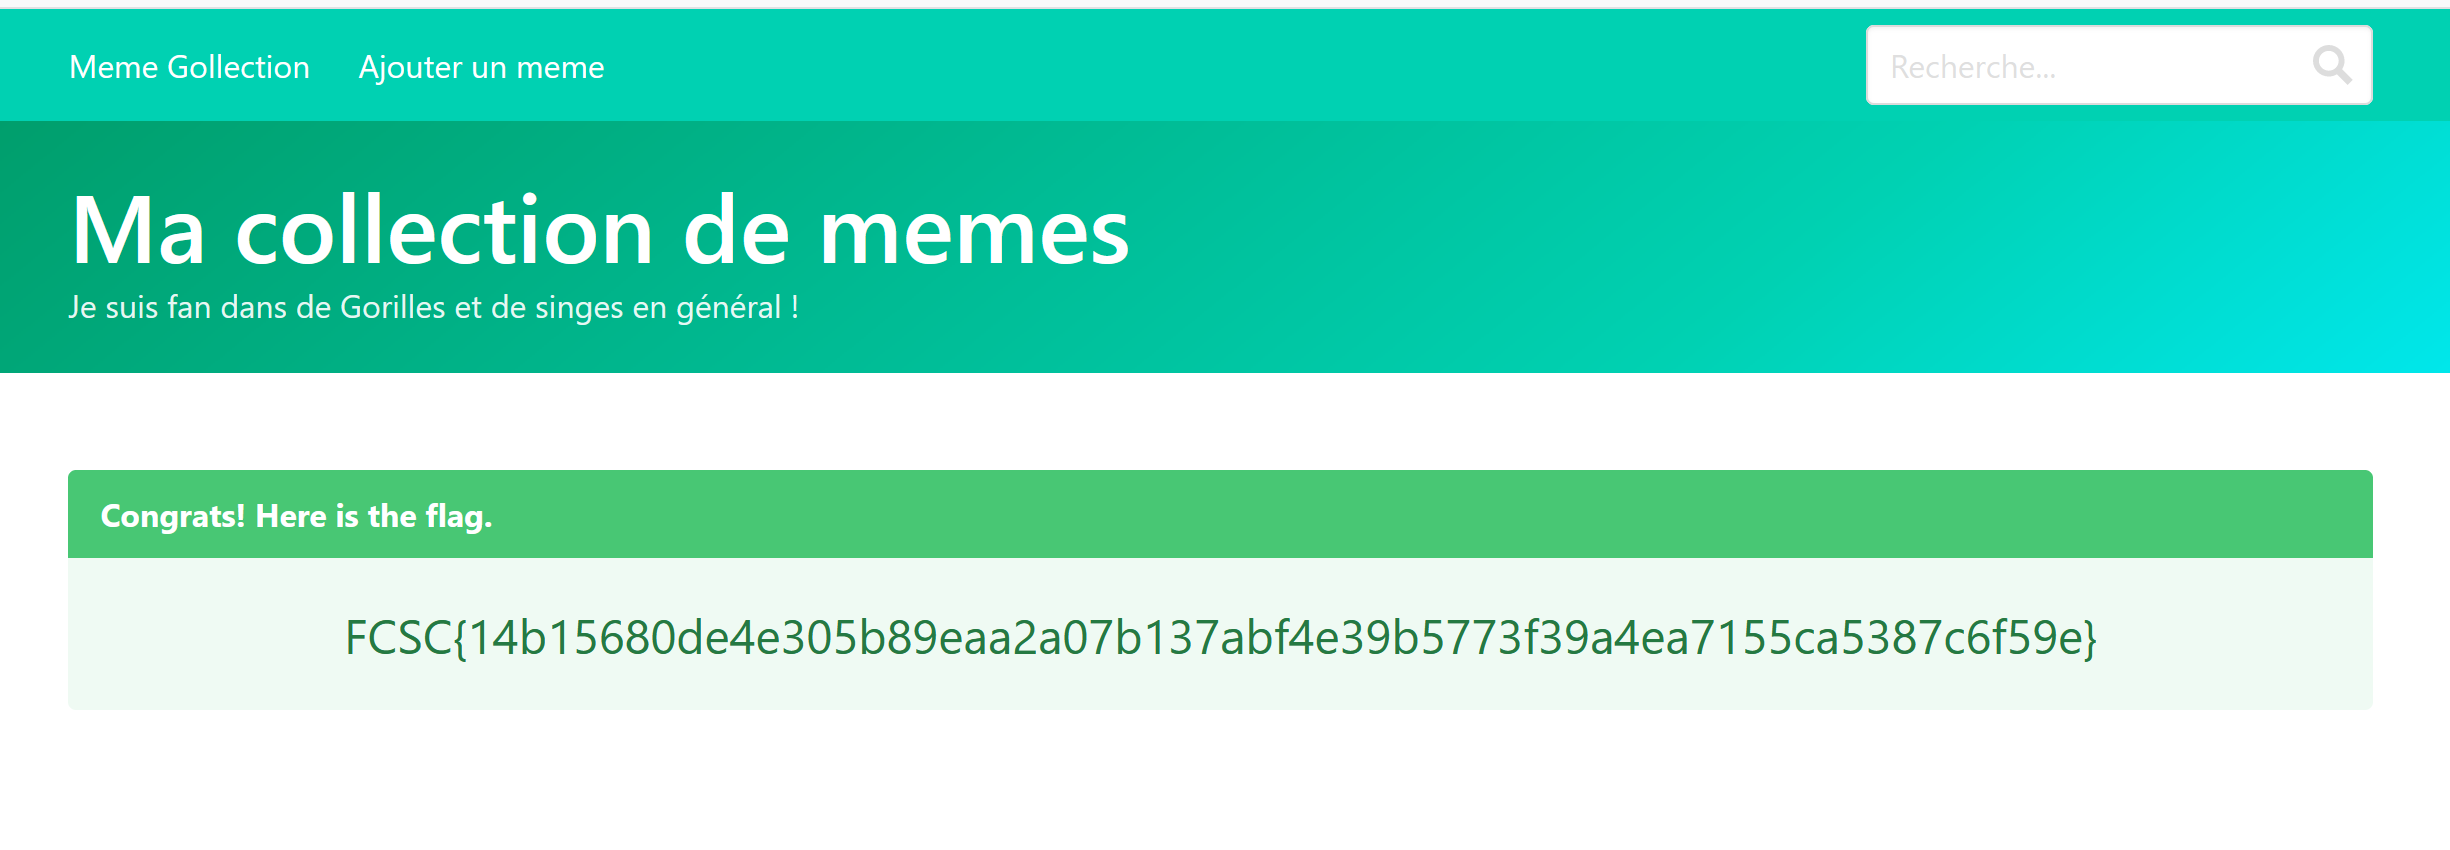 Meme Gollection Ajouter un meme Recherche...
Ma collection de memes
Je suis fan dans de Gorilles et de singes en général !
Congrats! Here is the flag.
FCSC{14b15680de4e305b89eaa2a07b137abf4e39b5773f39a4ea7155ca5387c6f59e}